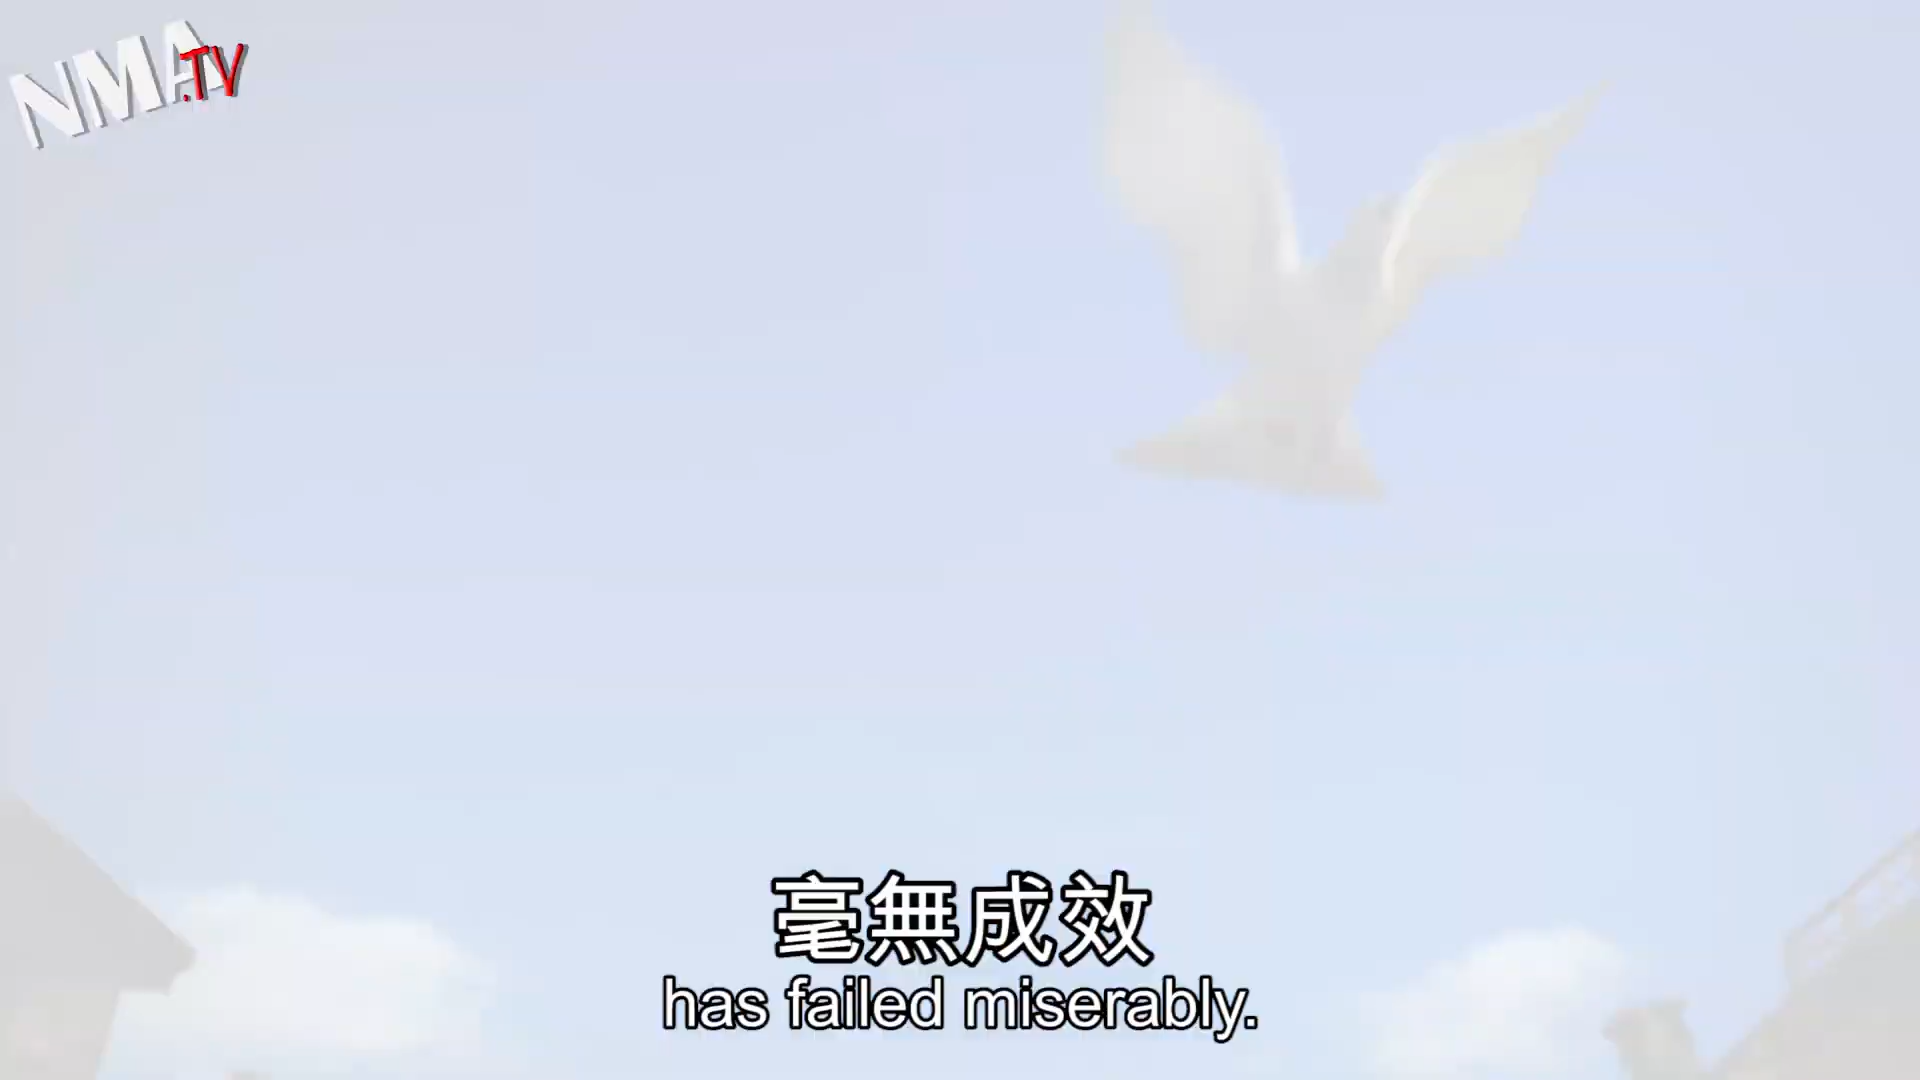 NMA.TV
毫無成效
has failed miserably.